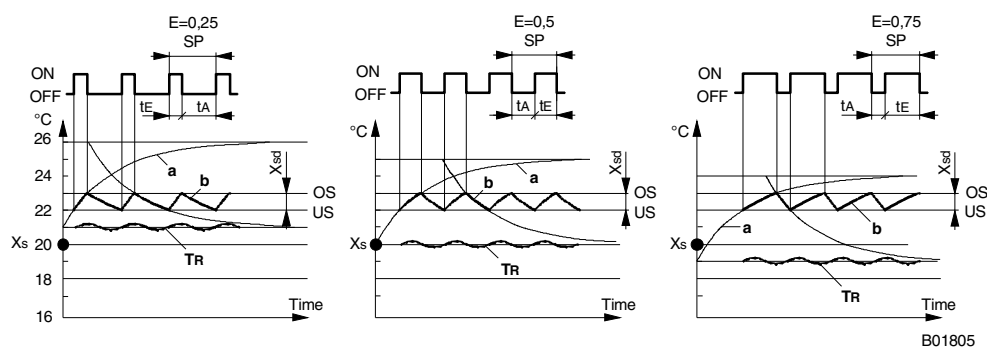 E=0,25
SP
ON
OFF
tE
tA
°C
26
24
22
20
18
16
a
b
Xsd
OS
US
Xs
TR
Time
E=0,5
SP
ON
OFF
tA
tE
°C
a
b
Xsd
OS
US
Xs
TR
Time
E=0,75
SP
ON
OFF
tA
tE
°C
a
b
Xsd
OS
US
Xs
TR
Time
B01805